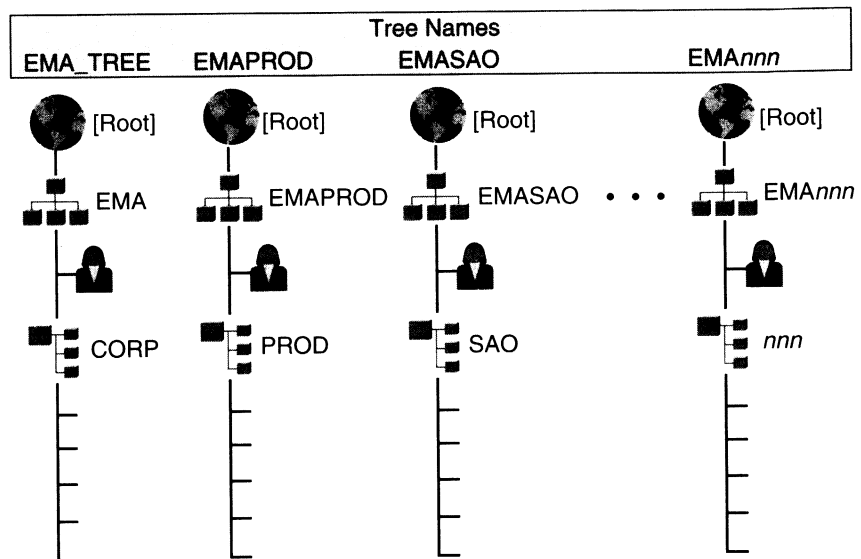 Tree Names
EMA_TREE EMAPROD EMASAO EMAnnn
[Root] [Root] [Root] [Root]
EMA EMAPROD EMASAO • • • EMAnnn
CORP PROD SAO nnn